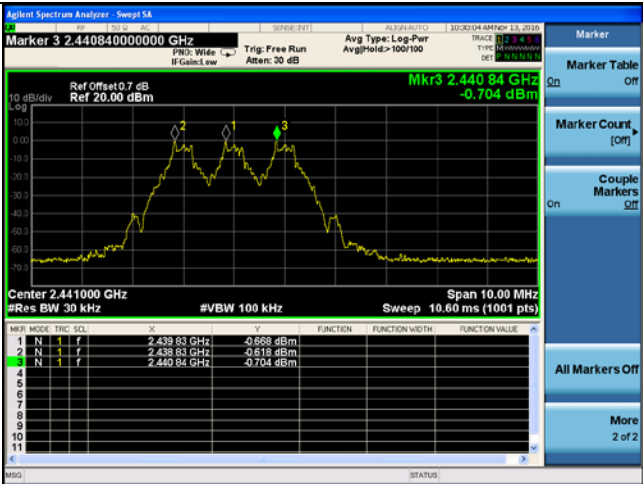 Agilent Spectrum Analyzer - Swept SA
RF 50 Ω AC SENSE:INT ALIGN AUTO 10:30:04 AM Nov 13, 2016
Marker 3 2.440840000000 GHz
PNO: Wide
IFGain:Low
Trig: Free Run
Atten: 30 dB
Avg Type: Log-Pwr
Avg|Hold:>100/100
TRACE 1 2 3 4 5 6
TYPE
DET P N N N N N
Ref Offset 0.7 dB
10 dB/div Ref 20.00 dBm
Log
Mkr3 2.440 84 GHz
-0.704 dBm
10.0
0.00
-10.0
-20.0
-30.0
-40.0
-50.0
-60.0
-70.0
2
1
3
Center 2.441000 GHz Span 10.00 MHz
#Res BW 30 kHz #VBW 100 kHz Sweep 10.60 ms (1001 pts)
MKR MODE TRC SCL X Y FUNCTION FUNCTION WIDTH FUNCTION VALUE
1 N 1 f 2.439 83 GHz -0.668 dBm
2 N 1 f 2.438 83 GHz -0.618 dBm
3 N 1 f 2.440 84 GHz -0.704 dBm
4
5
6
7
8
9
10
11
MSG STATUS
Marker
Marker Table
On Off
Marker Count
[Off]
Couple
Markers
On Off
All Markers Off
More
2 of 2